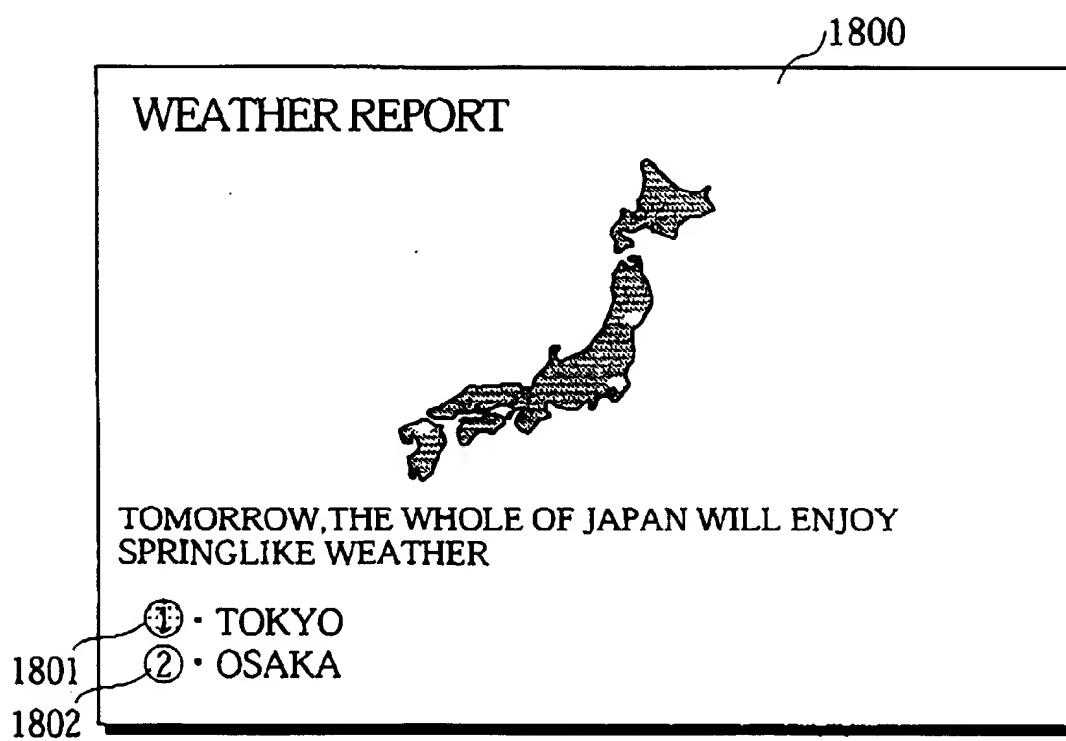 1800
WEATHER REPORT
TOMORROW,THE WHOLE OF JAPAN WILL ENJOY
SPRINGLIKE WEATHER
① · TOKYO
1801
② · OSAKA
1802